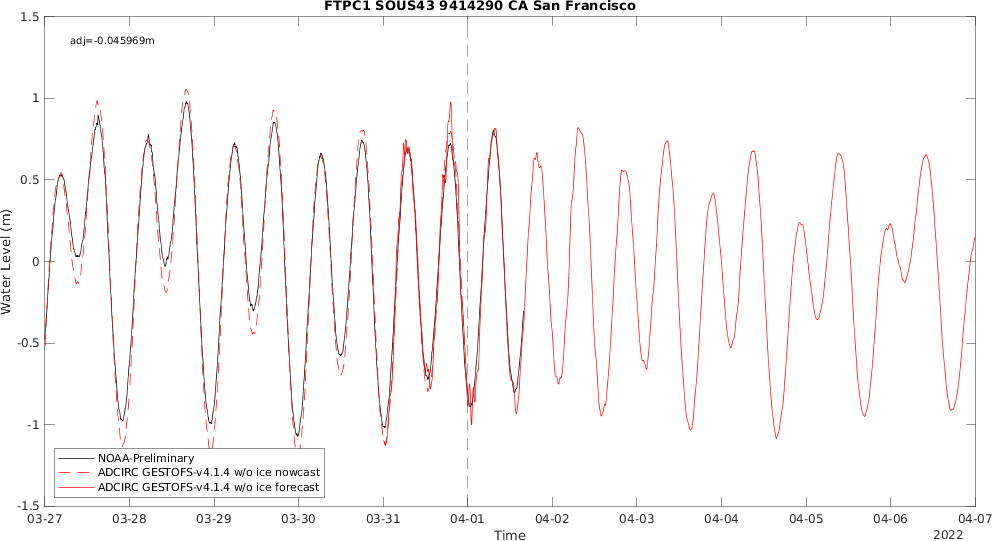 FTPC1 SOUS43 9414290 CA San Francisco
adj=-0.045969m
Water Level (m)
1.5
1
0.5
0
-0.5
-1
-1.5
NOAA-Preliminary
ADCIRC GESTOFS-v4.1.4 w/o ice nowcast
ADCIRC GESTOFS-v4.1.4 w/o ice forecast
03-27 03-28 03-29 03-30 03-31 04-01 04-02 04-03 04-04 04-05 04-06 04-07
Time
2022